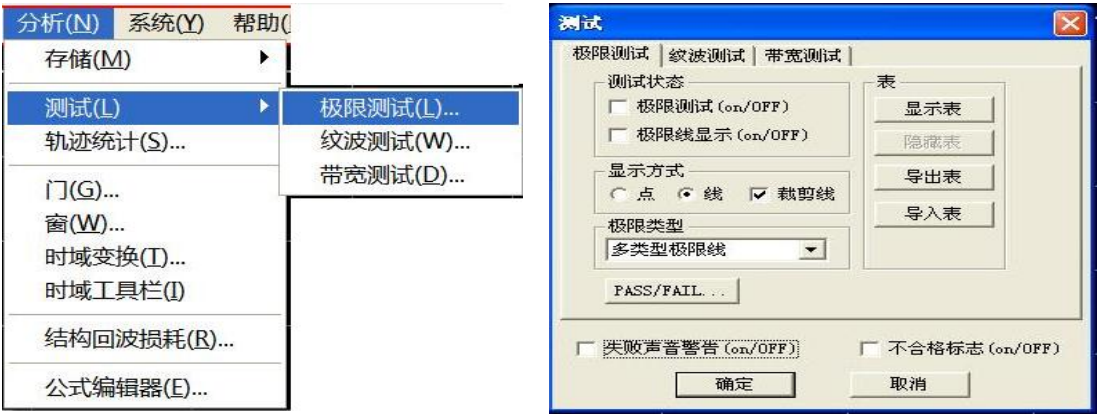 分析(N) 系统(Y) 帮助(
存储(M)
测试(L)
轨迹统计(S)...
门(G)...
窗(W)...
时域变换(T)...
时域工具栏(I)
结构回波损耗(R)...
公式编辑器(E)...
极限测试(L)...
纹波测试(W)...
带宽测试(D)...
测试
极限测试 纹波测试 带宽测试
测试状态
极限测试(on/OFF)
极限线显示(on/OFF)
显示方式
点 线 裁剪线
极限类型
多类型极限线
PASS/FAIL...
表
显示表
隐藏表
导出表
导入表
失败声音警告(on/OFF) 不合格标志(on/OFF)
确定 取消